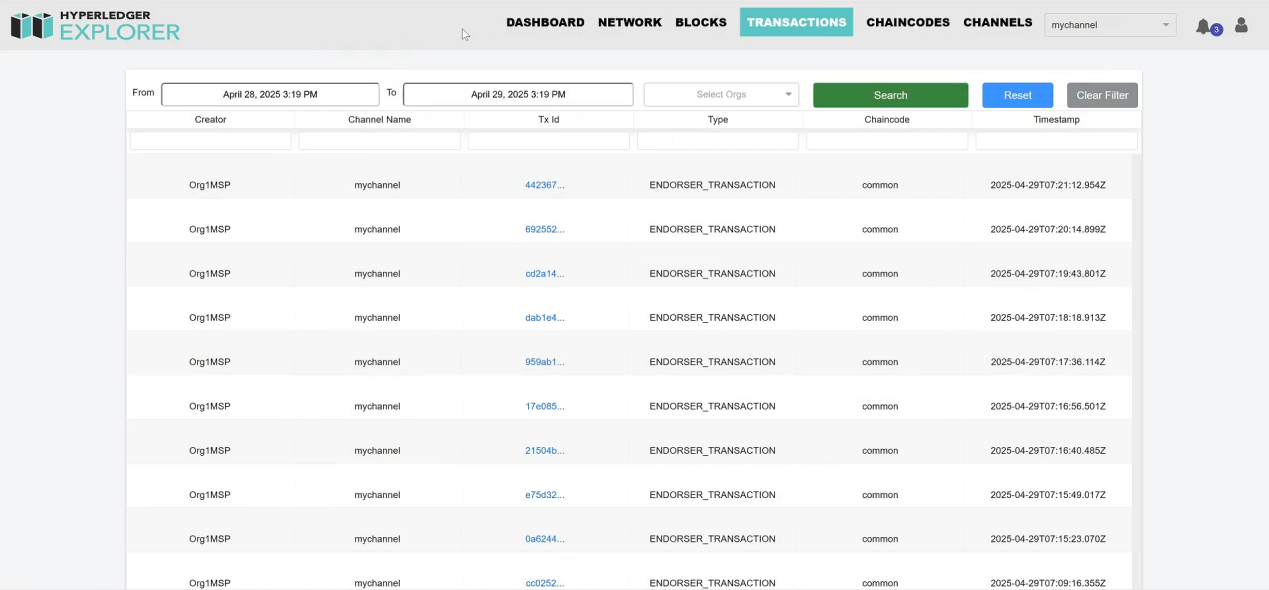 HYPERLEDGER
EXPLORER
DASHBOARD NETWORK BLOCKS TRANSACTIONS CHAINCODES CHANNELS mychannel 3
From April 28, 2025 3:19 PM To April 29, 2025 3:19 PM Select Orgs Search Reset Clear Filter
Creator Channel Name Tx Id Type Chaincode Timestamp
Org1MSP mychannel 442367... ENDORSER_TRANSACTION common 2025-04-29T07:21:12.954Z
Org1MSP mychannel 692552... ENDORSER_TRANSACTION common 2025-04-29T07:20:14.899Z
Org1MSP mychannel cd2a14... ENDORSER_TRANSACTION common 2025-04-29T07:19:43.801Z
Org1MSP mychannel dab1e4... ENDORSER_TRANSACTION common 2025-04-29T07:18:18.913Z
Org1MSP mychannel 959ab1... ENDORSER_TRANSACTION common 2025-04-29T07:17:36.114Z
Org1MSP mychannel 17e085... ENDORSER_TRANSACTION common 2025-04-29T07:16:56.501Z
Org1MSP mychannel 21504b... ENDORSER_TRANSACTION common 2025-04-29T07:16:40.485Z
Org1MSP mychannel e75d32... ENDORSER_TRANSACTION common 2025-04-29T07:15:49.017Z
Org1MSP mychannel 0a6244... ENDORSER_TRANSACTION common 2025-04-29T07:15:23.070Z
Org1MSP mychannel cc0252... ENDORSER_TRANSACTION common 2025-04-29T07:09:16.355Z